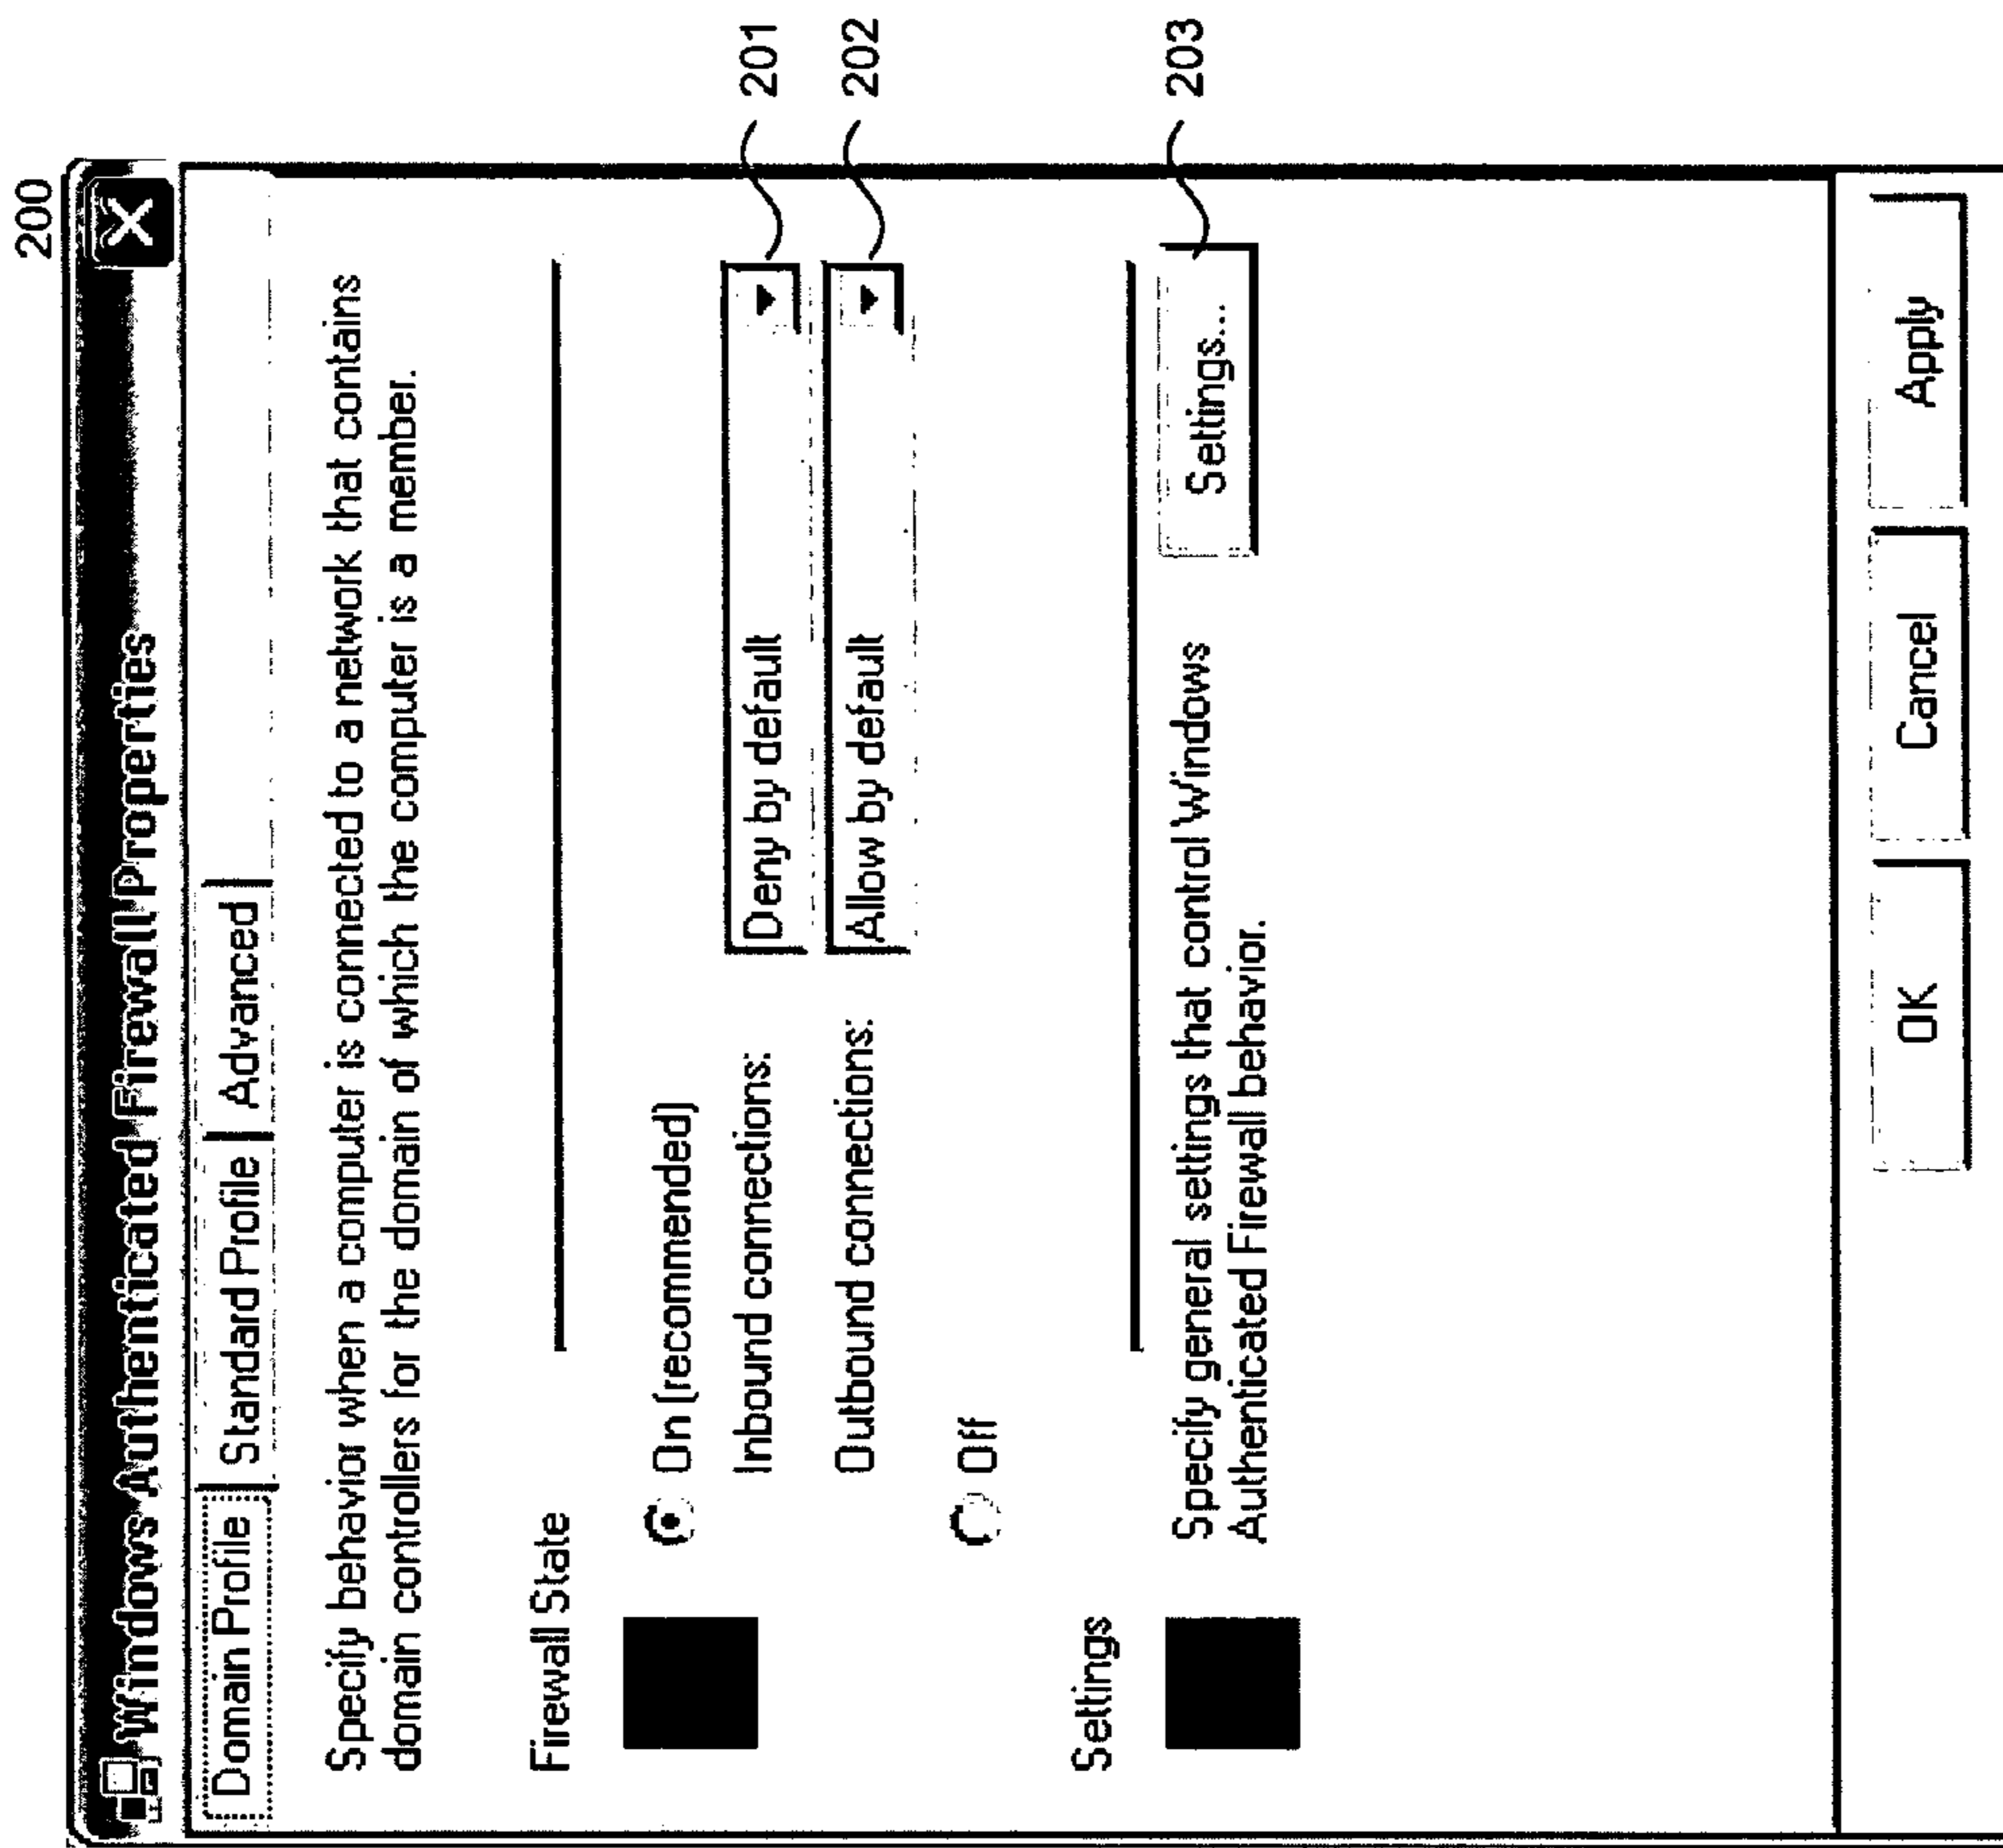 200
Windows Authenticated Firewall Properties
Domain Profile Standard Profile Advanced
Specify behavior when a computer is connected to a network that contains
domain controllers for the domain of which the computer is a member.
Firewall State
On (recommended)
Inbound connections: Deny by default 201
Outbound connections: Allow by default 202
Off
Settings
Specify general settings that control Windows
Authenticated Firewall behavior.
Settings... 203
OK Cancel Apply